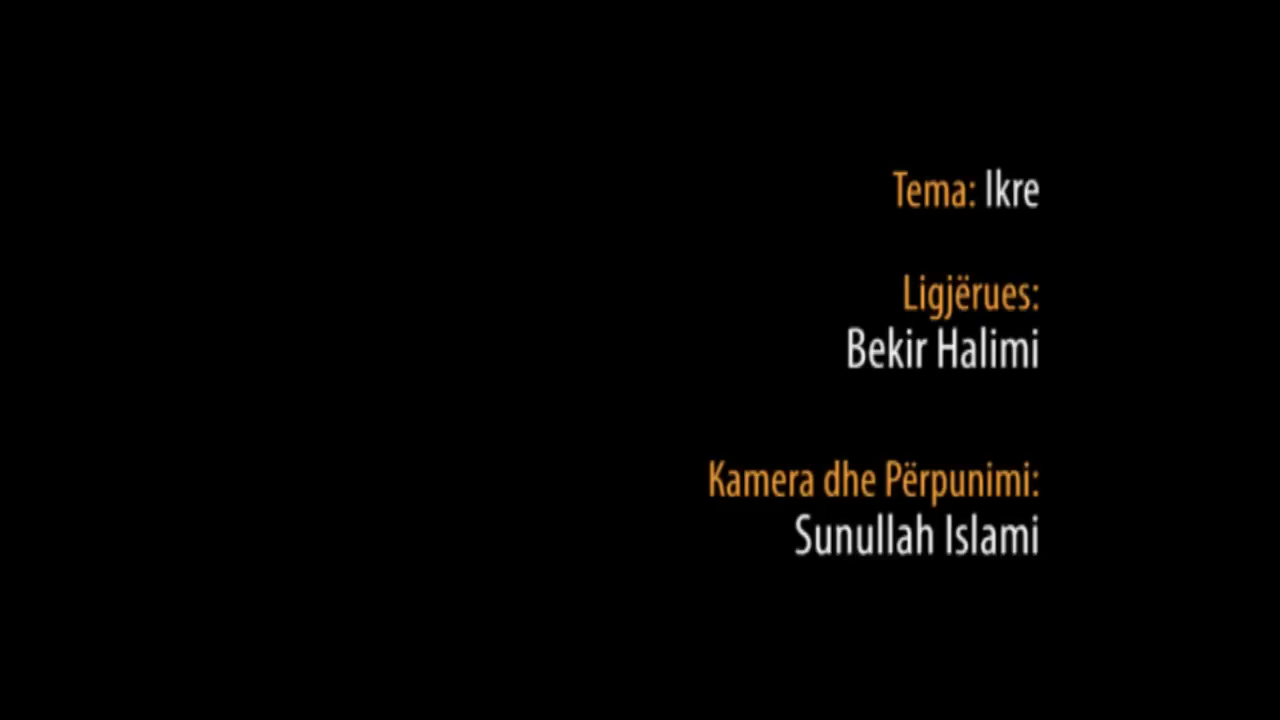 Tema: Ikre
Ligjërues:
Bekir Halimi
Kamera dhe Përpunimi:
Sunullah Islami